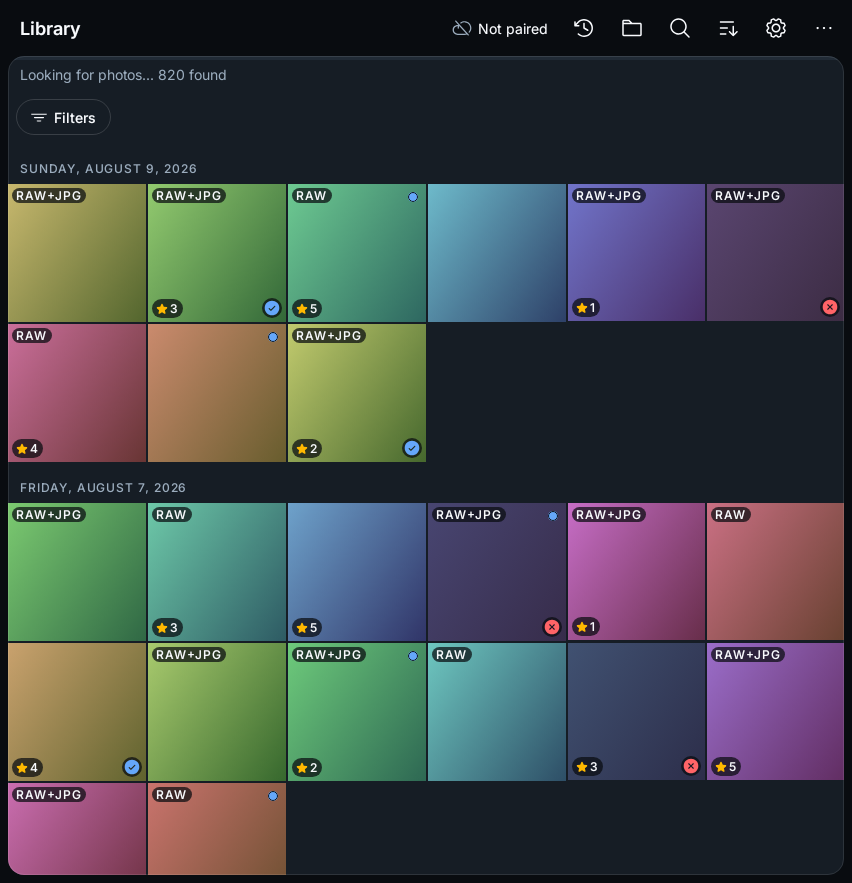 Library
Not paired
Looking for photos... 820 found
Filters
SUNDAY, AUGUST 9, 2026
RAW+JPG RAW+JPG RAW RAW+JPG RAW+JPG
3 5 1
RAW RAW+JPG
4 2
FRIDAY, AUGUST 7, 2026
RAW+JPG RAW RAW+JPG RAW+JPG RAW
3 5 1
RAW+JPG RAW+JPG RAW RAW+JPG
4 2 3 5
RAW+JPG RAW